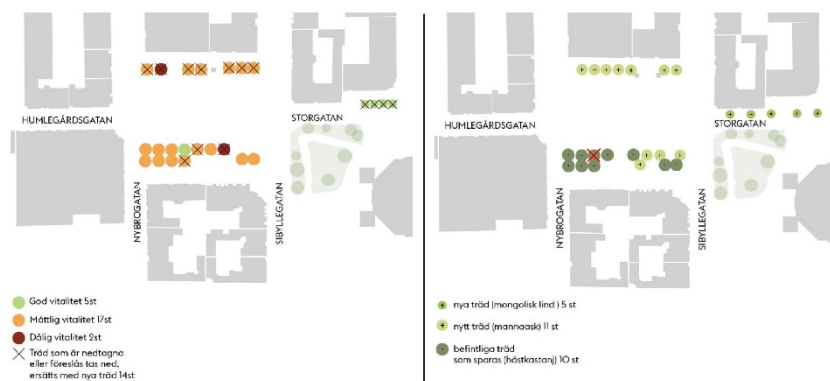 HUMLEGÅRDSGATAN
STORGATAN
NYBROGATAN
SIBYLLEGATAN
God vitalitet 5st
Måttlig vitalitet 17st
Dålig vitalitet 2st
Träd som är nedtagna
eller föreslås tas ned,
ersätts med nya träd 14st
HUMLEGÅRDSGATAN
STORGATAN
NYBROGATAN
SIBYLLEGATAN
nya träd (mongolisk lind ) 5 st
nytt träd (mannaask) 11 st
befintliga träd
som sparas (hästkastanj) 10 st